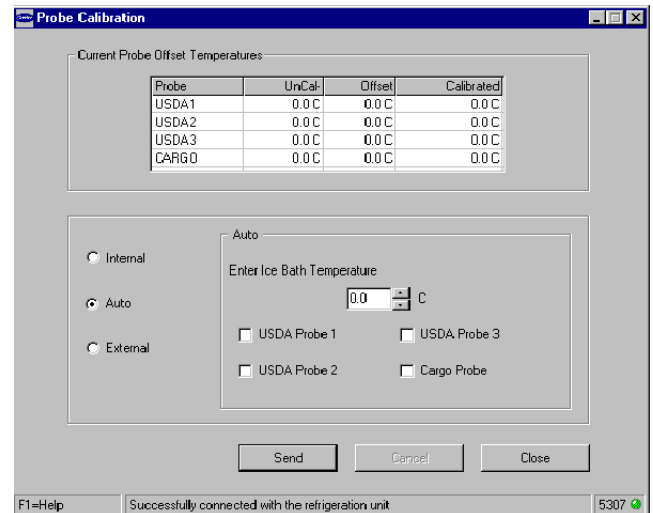 Probe Calibration
Current Probe Offset Temperatures
Probe UnCal- Offset Calibrated
USDA1 0.0 C 0.0 C 0.0 C
USDA2 0.0 C 0.0 C 0.0 C
USDA3 0.0 C 0.0 C 0.0 C
CARGO 0.0 C 0.0 C 0.0 C
Auto
Internal
Enter Ice Bath Temperature
0.0 C
Auto
USDA Probe 1 USDA Probe 3
External
USDA Probe 2 Cargo Probe
Send Cancel Close
F1=Help Successfully connected with the refrigeration unit 5307